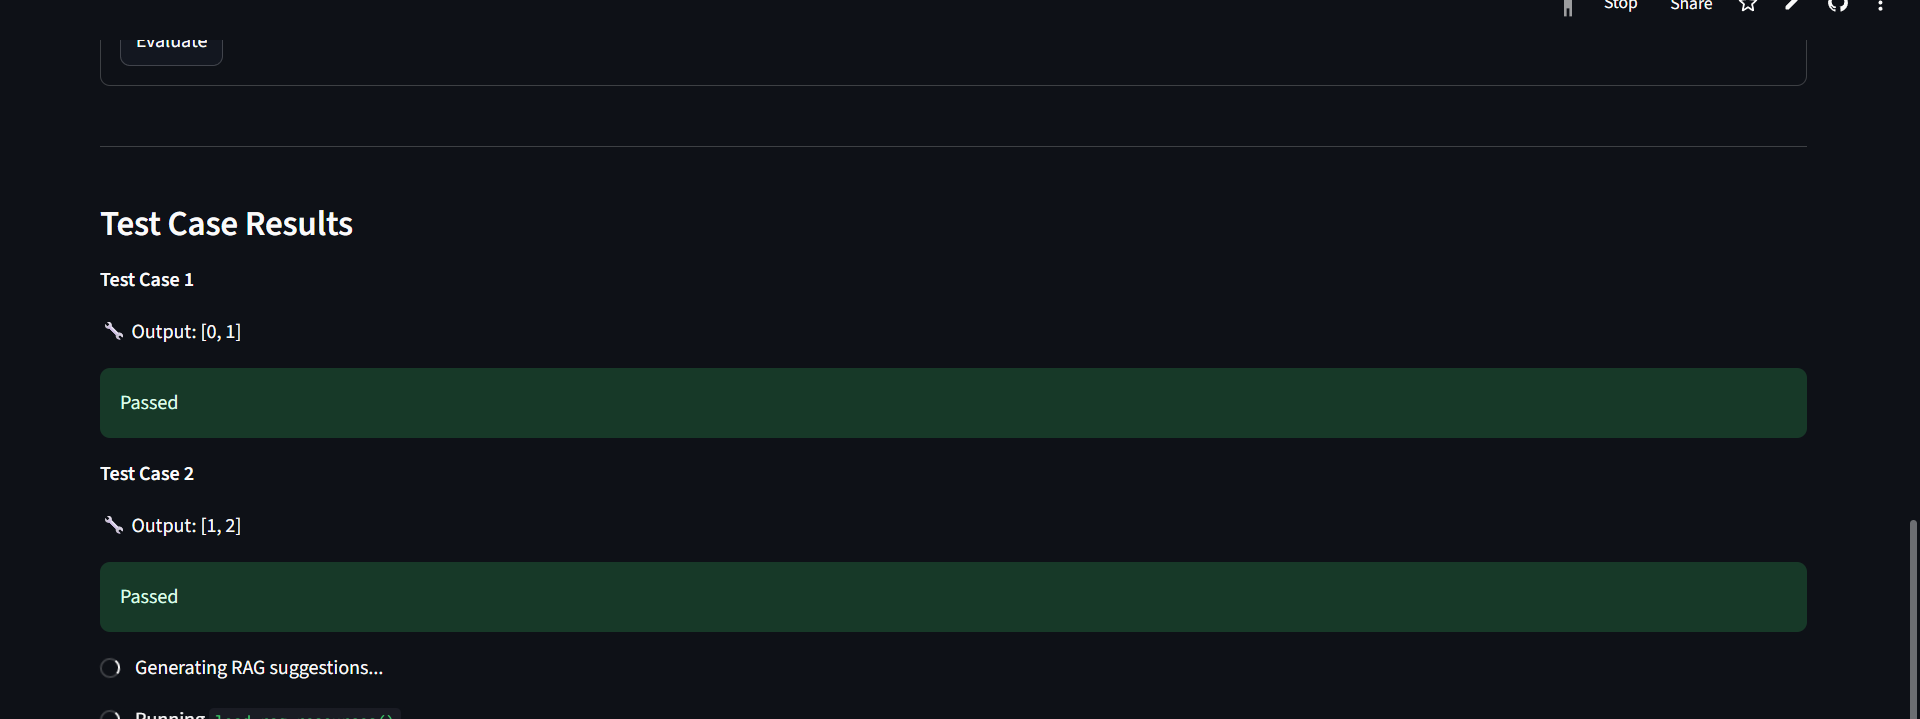 Stop Share
Evaluate
Test Case Results
Test Case 1
Output: [0, 1]
Passed
Test Case 2
Output: [1, 2]
Passed
Generating RAG suggestions...
Running